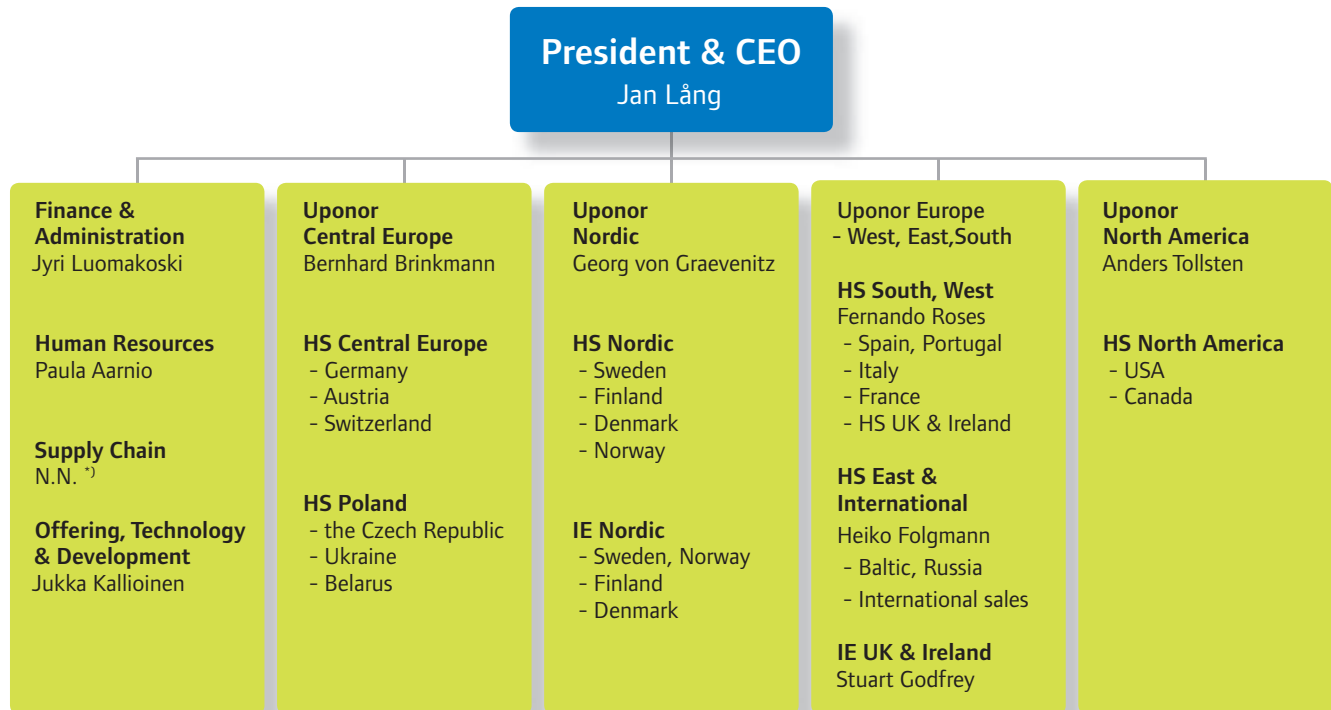 President & CEO
Jan Lång
Finance &
Administration
Jyri Luomakoski
Human Resources
Paula Aarnio
Supply Chain
N.N. *)
Offering, Technology
& Development
Jukka Kallioinen
Uponor
Central Europe
Bernhard Brinkmann
HS Central Europe
- Germany
- Austria
- Switzerland
HS Poland
- the Czech Republic
- Ukraine
- Belarus
Uponor
Nordic
Georg von Graevenitz
HS Nordic
- Sweden
- Finland
- Denmark
- Norway
IE Nordic
- Sweden, Norway
- Finland
- Denmark
Uponor Europe
- West, East,South
HS South, West
Fernando Roses
- Spain, Portugal
- Italy
- France
- HS UK & Ireland
HS East &
International
Heiko Folgmann
- Baltic, Russia
- International sales
IE UK & Ireland
Stuart Godfrey
Uponor
North America
Anders Tollsten
HS North America
- USA
- Canada